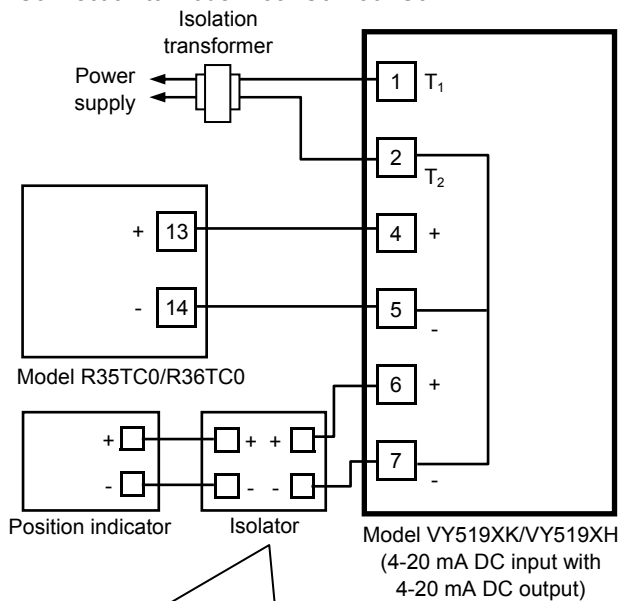 Isolation
transformer
Power
supply
1 T₁
2
T₂
+ 13
4 +
- 14
5
-
Model R35TC0/R36TC0
6 +
+ + +
7
-
- - -
Position indicator
Isolator
Model VY519XK/VY519XH
(4-20 mA DC input with
4-20 mA DC output)